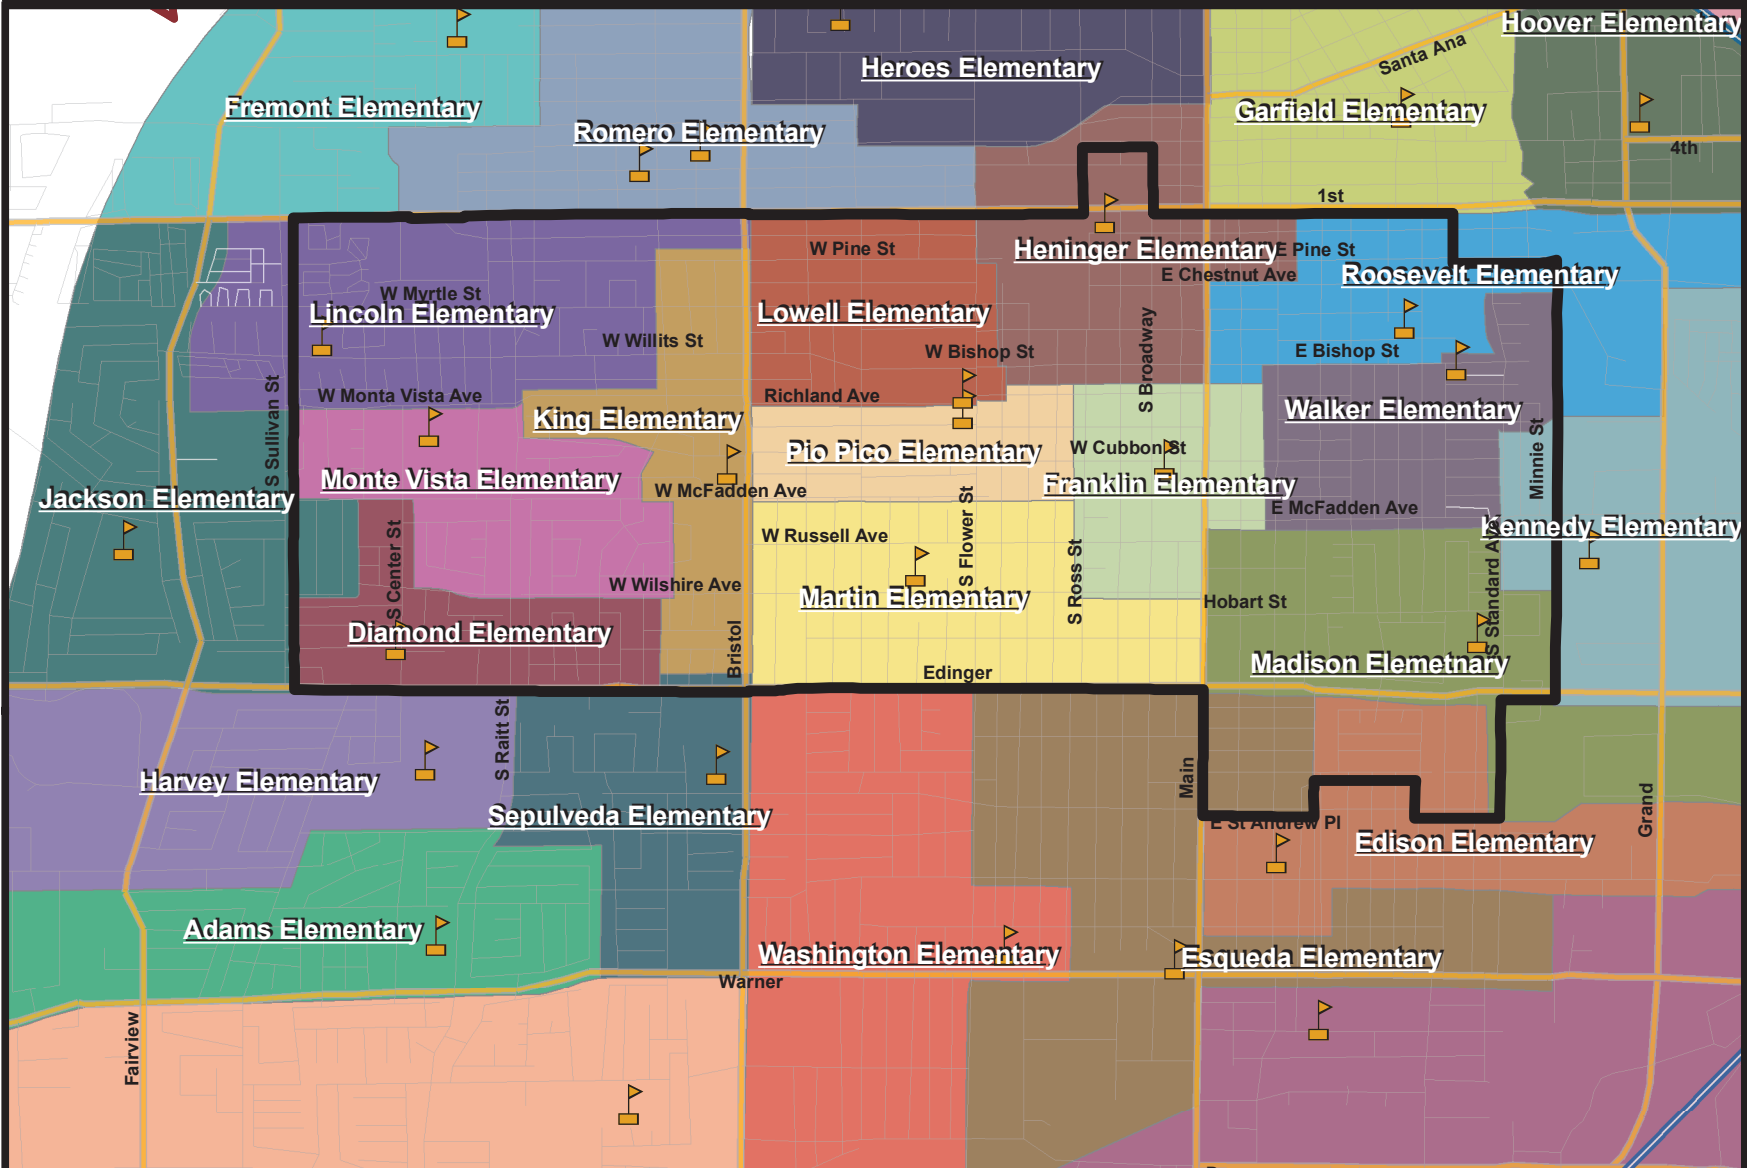 Hoover Elementary
Santa Ana
Heroes Elementary
Fremont Elementary
Garfield Elementary
Romero Elementary
4th
1st
W Pine St
Heninger Elementary
E Pine St
E Chestnut Ave
Roosevelt Elementary
W Myrtle St
Lincoln Elementary
Lowell Elementary
W Willits St
W Bishop St
E Bishop St
S Broadway
W Monta Vista Ave
Richland Ave
King Elementary
Walker Elementary
S Sullivan St
Pio Pico Elementary
W Cubbon St
Minnie St
Monte Vista Elementary
Franklin Elementary
W McFadden Ave
Jackson Elementary
E McFadden Ave
Kennedy Elementary
W Russell Ave
S Flower St
S Center St
S Ross St
S Standard Ave
W Wilshire Ave
Martin Elementary
Hobart St
Diamond Elementary
Bristol
Madison Elemetnary
Edinger
S Raitt St
Harvey Elementary
Main
Grand
Sepulveda Elementary
E St Andrew Pl
Edison Elementary
Adams Elementary
Washington Elementary
Esqueda Elementary
Warner
Fairview